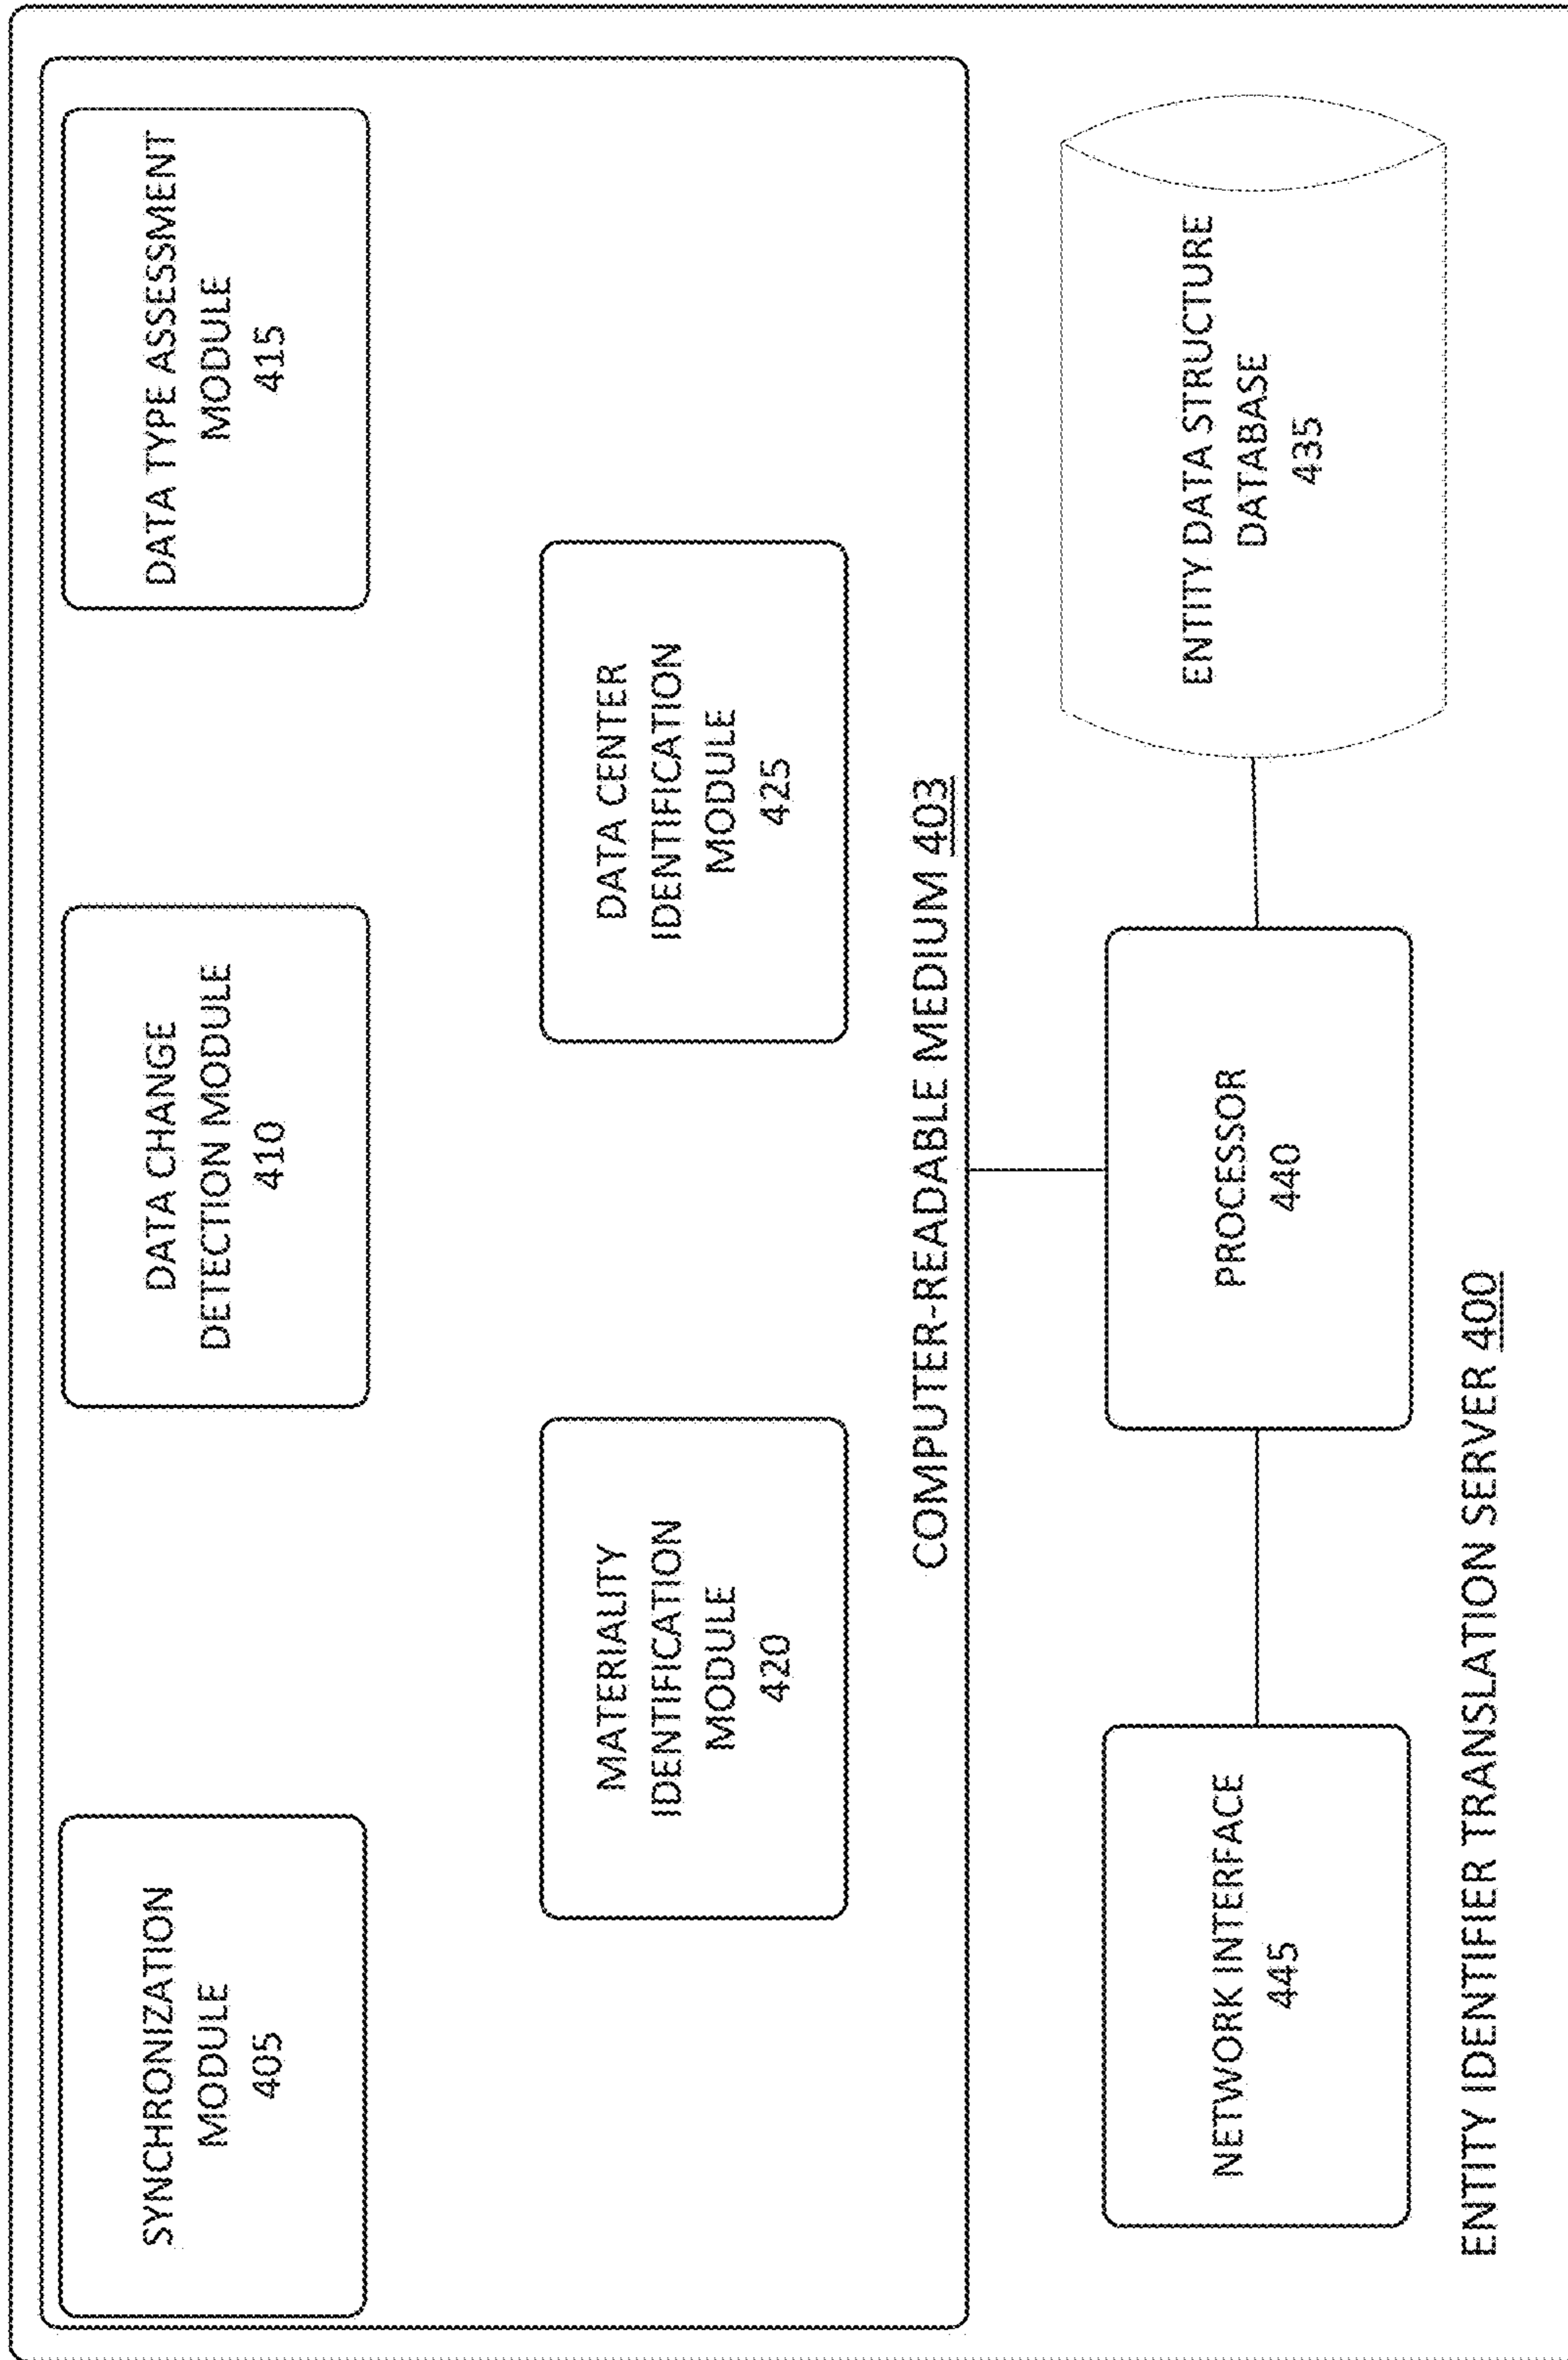 SYNCHRONIZATION
MODULE
405
DATA CHANGE
DETECTION MODULE
410
DATA TYPE ASSESSMENT
MODULE
415
MATERIALITY
IDENTIFICATION
MODULE
420
DATA CENTER
IDENTIFICATION
MODULE
425
COMPUTER-READABLE MEDIUM 403
NETWORK INTERFACE
445
PROCESSOR
440
ENTITY DATA STRUCTURE
DATABASE
435
ENTITY IDENTIFIER TRANSLATION SERVER 400